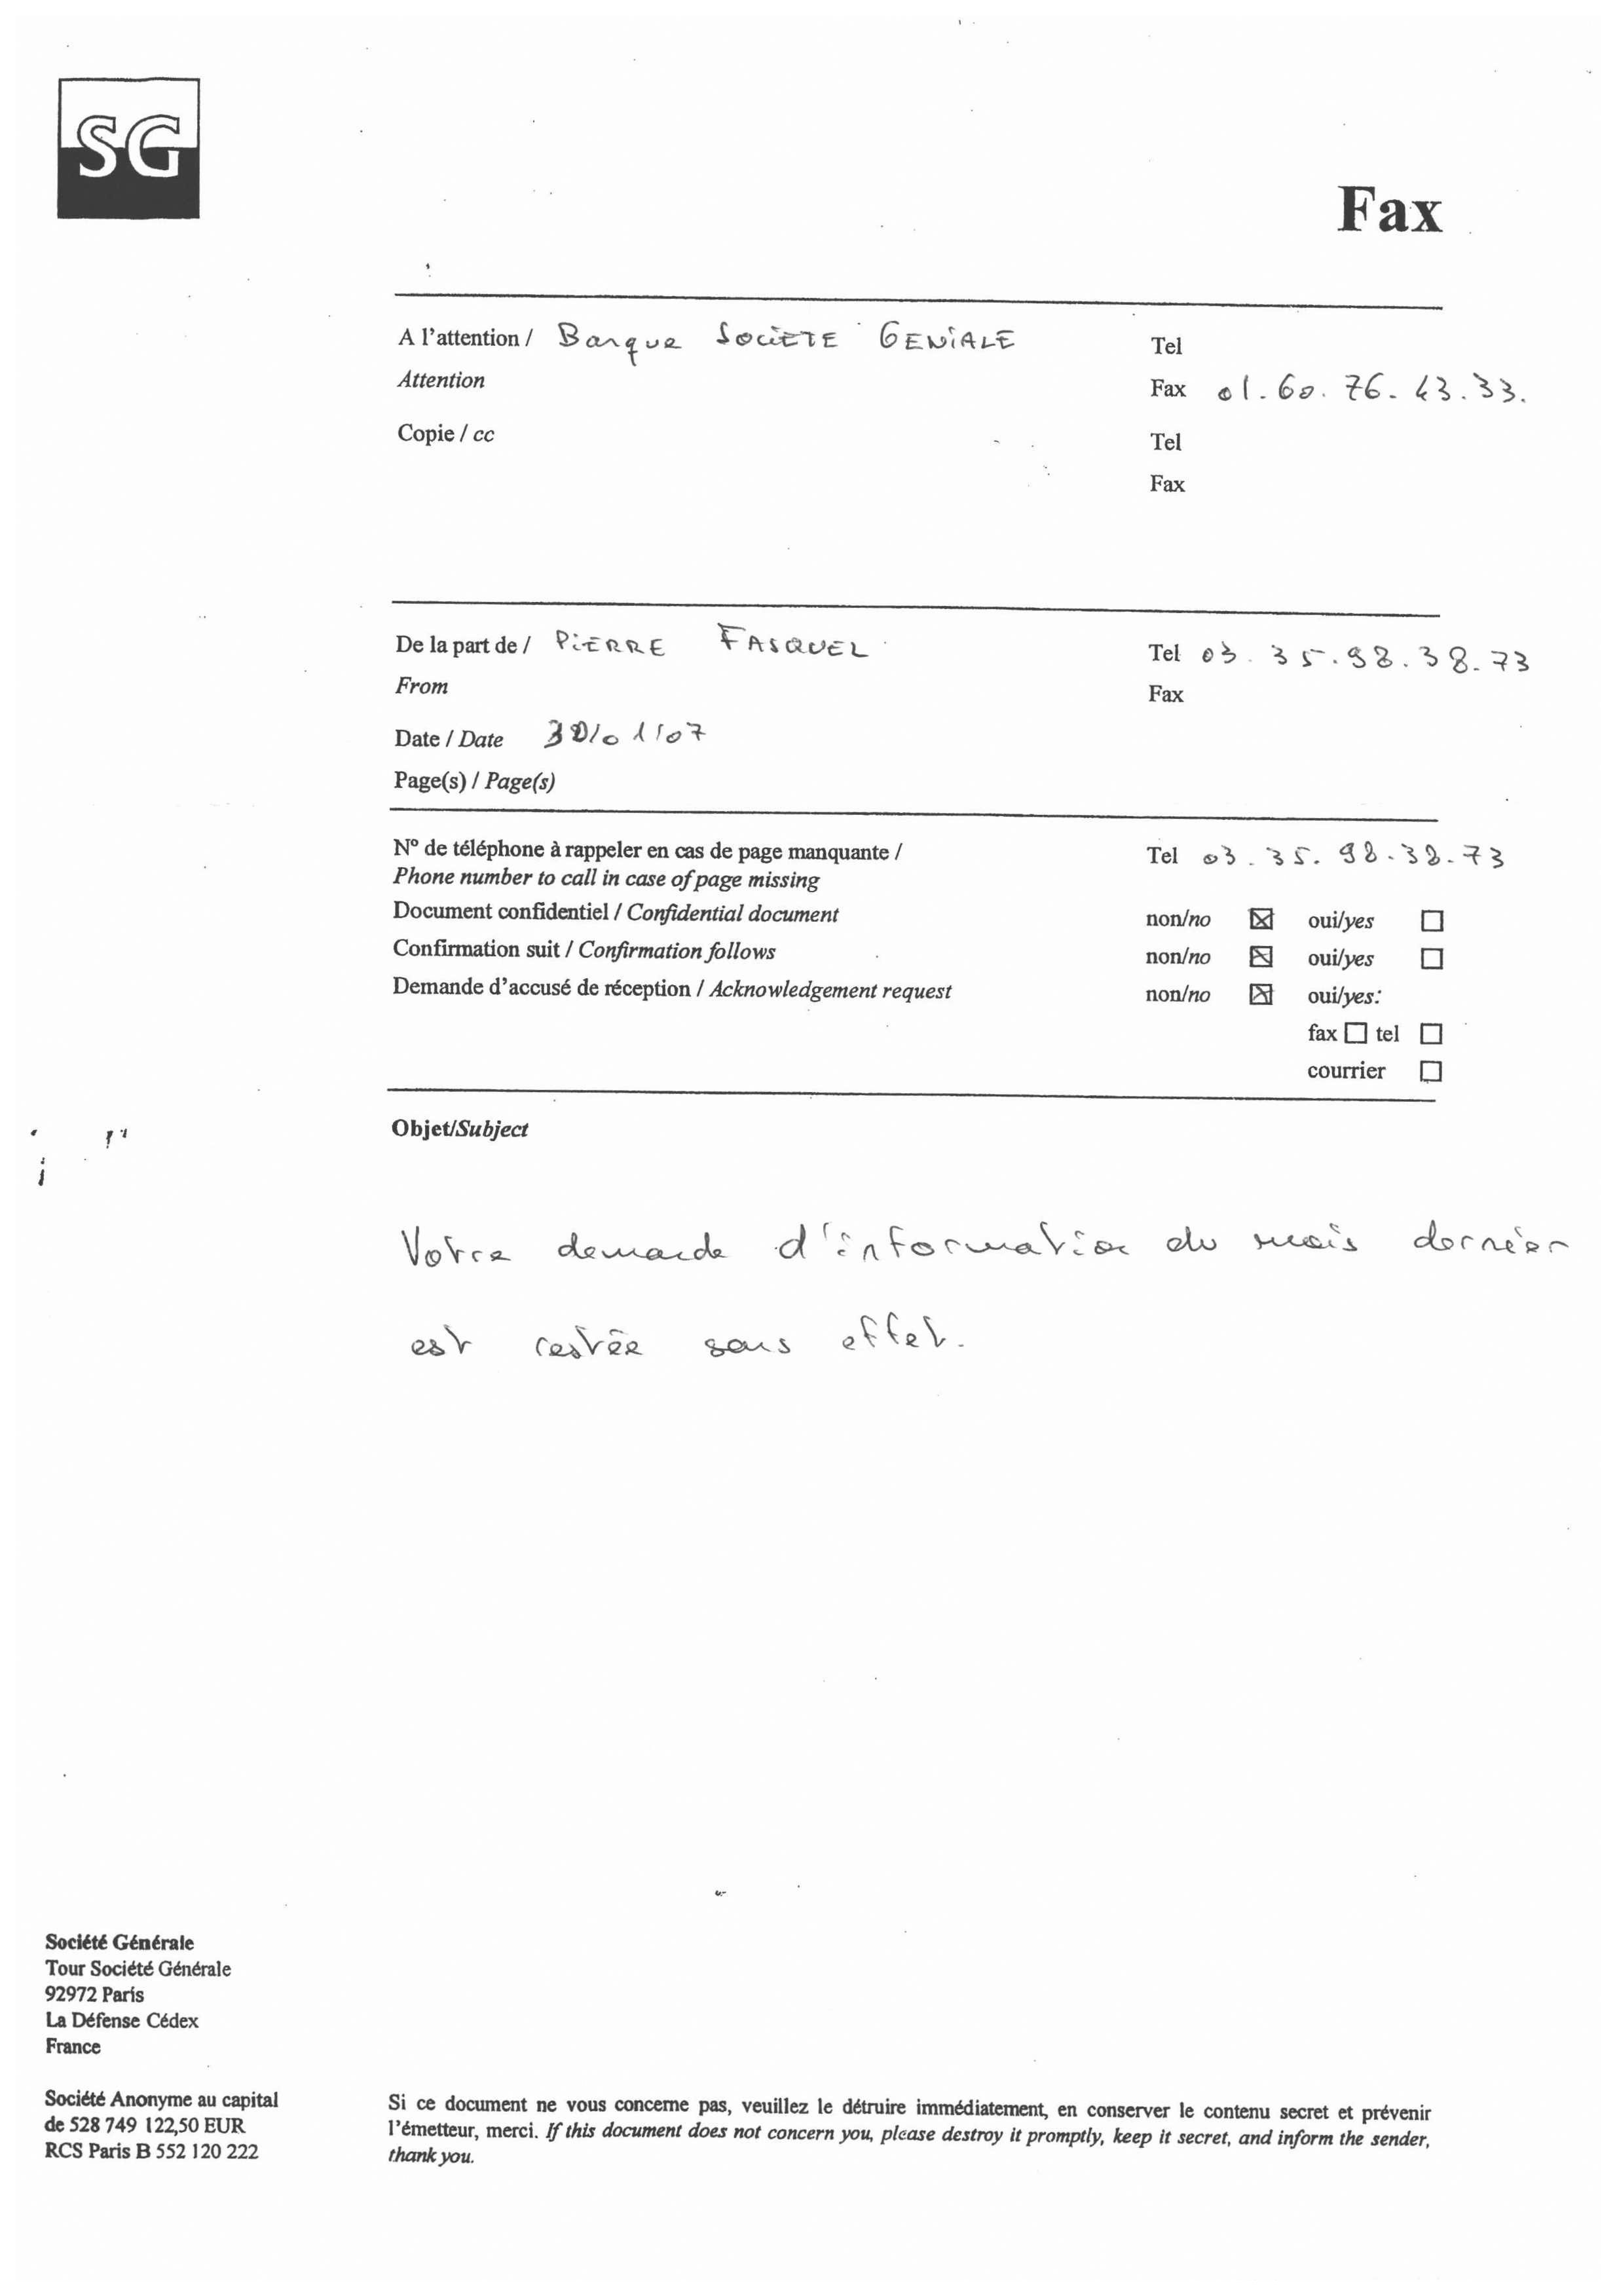 SG
Fax
A l'attention / Banque SOCIETE GENIALE Tel
Attention Fax 01.60.76.43.33.
Copie / cc Tel
Fax
De la part de / PiERRE FASQUEL Tel 03.35.98.38.73
From Fax
Date / Date 30/01/07
Page(s) / Page(s)
N° de téléphone à rappeler en cas de page manquante / Tel 03.35.98.38.73
Phone number to call in case of page missing
Document confidentiel / Confidential document non/no ☒ oui/yes ☐
Confirmation suit / Confirmation follows non/no ☒ oui/yes ☐
Demande d'accusé de réception / Acknowledgement request non/no ☒ oui/yes:
fax ☐ tel ☐
courrier ☐
Objet/Subject
Votre demande d'information du mois dernier
est restée sans effet.
Société Générale
Tour Société Générale
92972 Paris
La Défense Cédex
France
Société Anonyme au capital
de 528 749 122,50 EUR
RCS Paris B 552 120 222
Si ce document ne vous concerne pas, veuillez le détruire immédiatement, en conserver le contenu secret et prévenir
l'émetteur, merci. If this document does not concern you, please destroy it promptly, keep it secret, and inform the sender,
thank you.